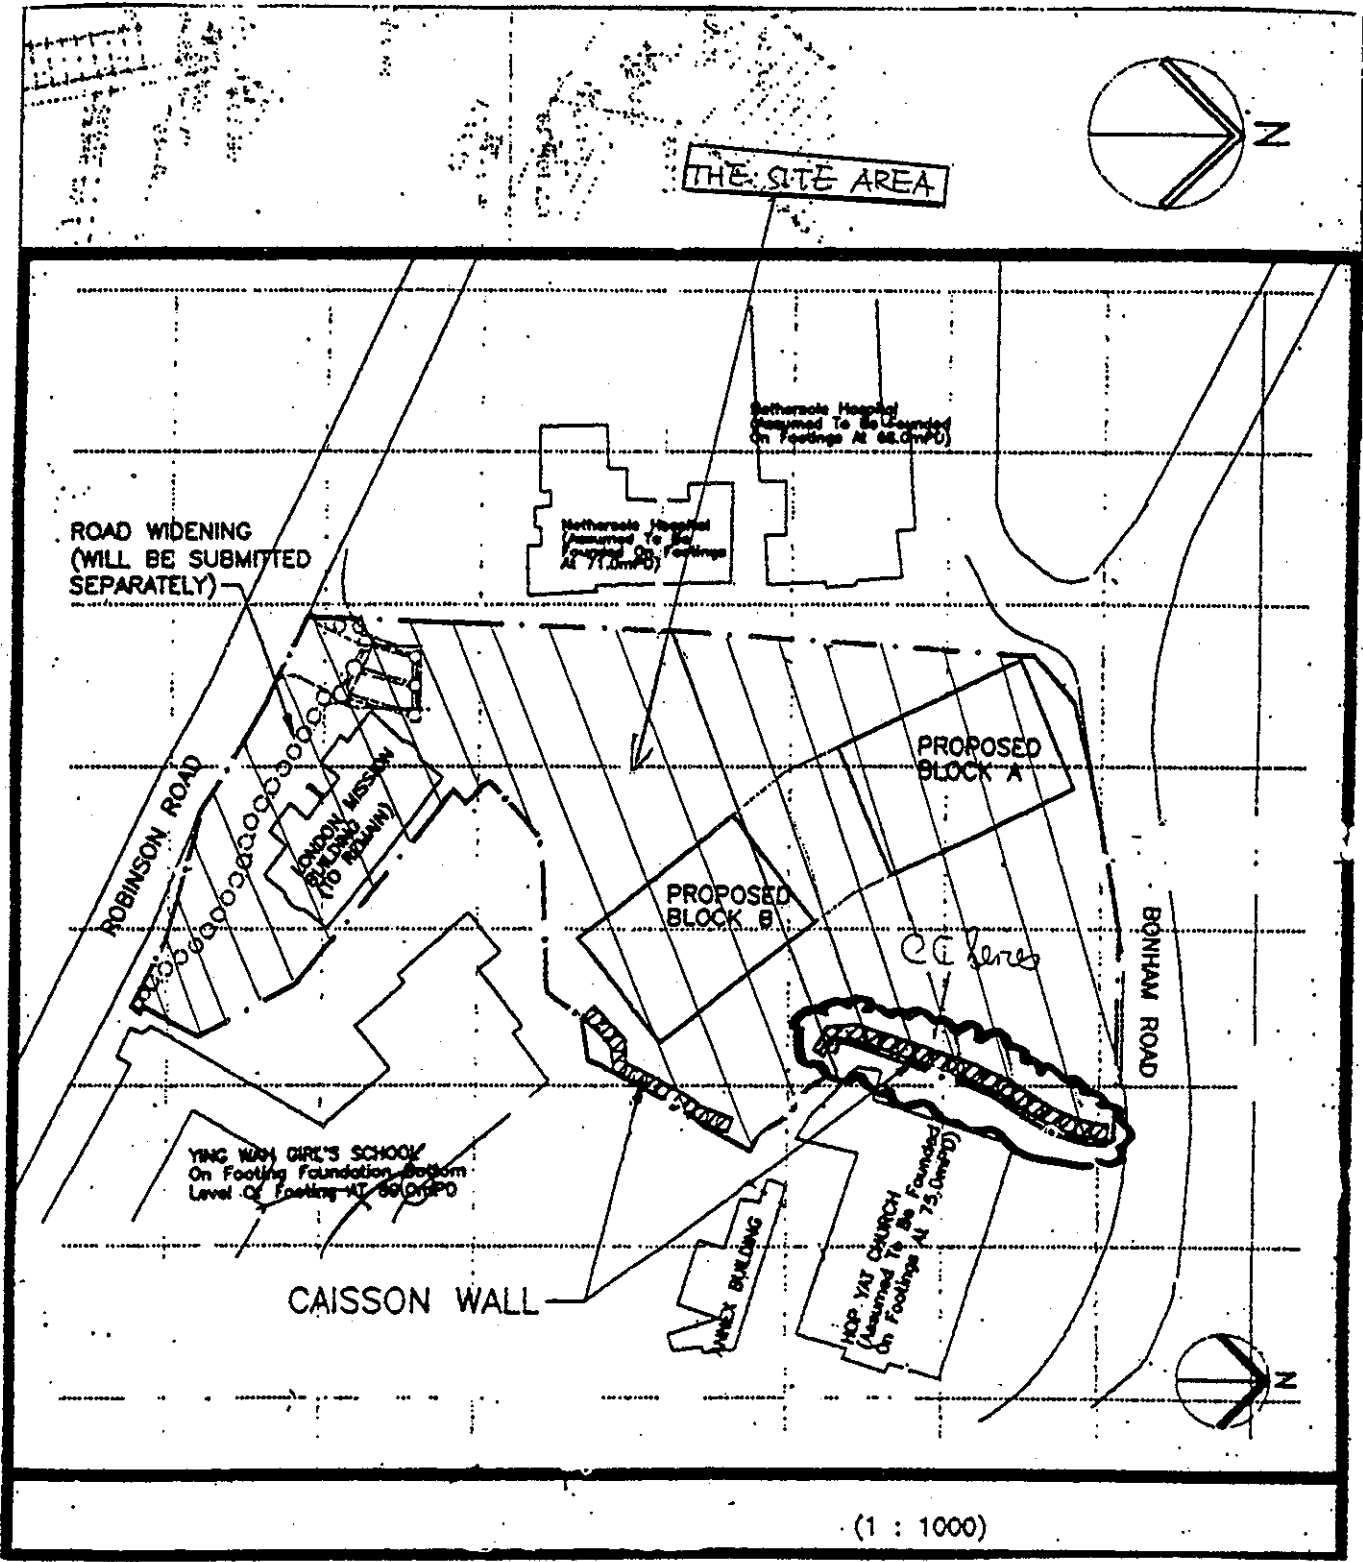 N
THE SITE AREA
Nethersole Hospital
(Assumed To Be Founded
On Footings At 68.0mPD)
Nethersole Hospital
(Assumed To Be
Founded On Footings
At 71.0mPD)
ROAD WIDENING
(WILL BE SUBMITTED
SEPARATELY)
ROBINSON ROAD
LONDON MISSION
BUILDING
(TO REMAIN)
PROPOSED
BLOCK A
PROPOSED
BLOCK B
BONHAM ROAD
YING WAH GIRL'S SCHOOL
On Footing Foundation Bottom
Level Of Footing AT
CAISSON WALL
ANNEX BUILDING
HOP YAT CHURCH
(Assumed To Be Founded
On Footings At 75.0mPD)
N
(1 : 1000)